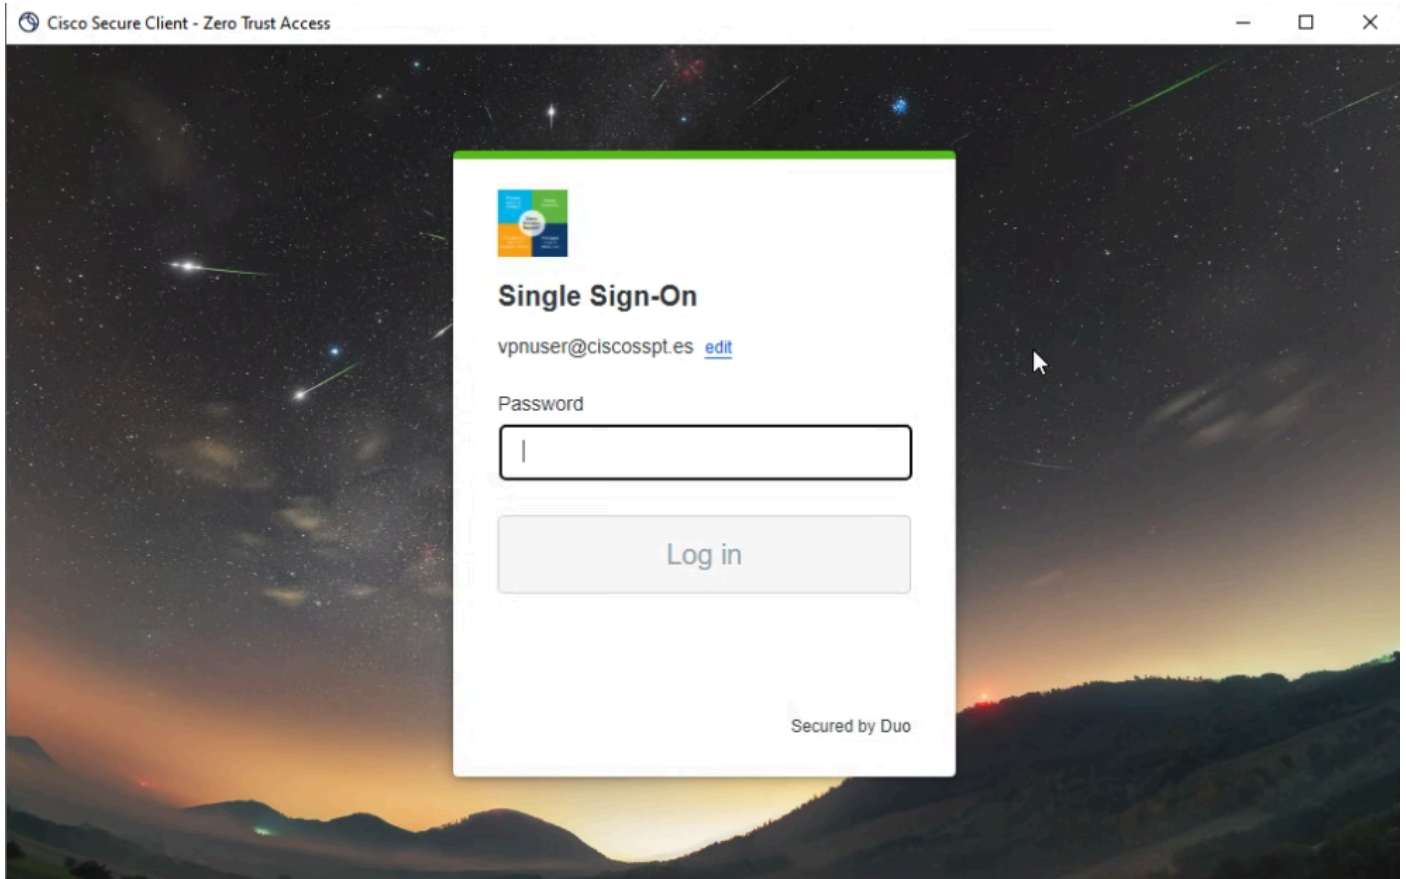 Cisco Secure Client - Zero Trust Access
Single Sign-On
vpnuser@ciscosspt.es edit
Password
Log in
Secured by Duo